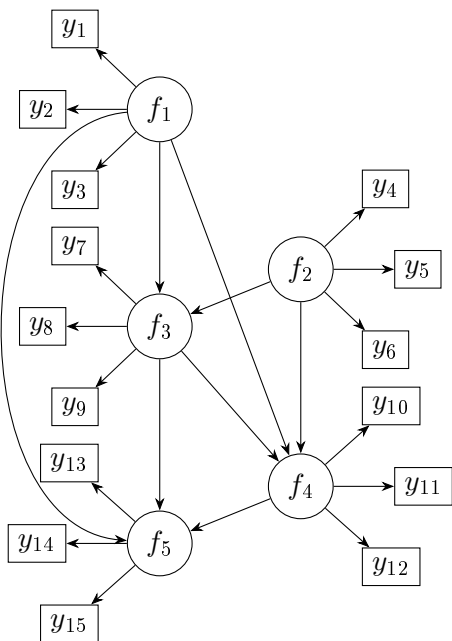 y₁
f₁
y₂
y₃
y₄
y₇
f₂
y₅
f₃
y₈
y₆
y₉
y₁₀
y₁₃
f₄
y₁₁
f₅
y₁₄
y₁₂
y₁₅